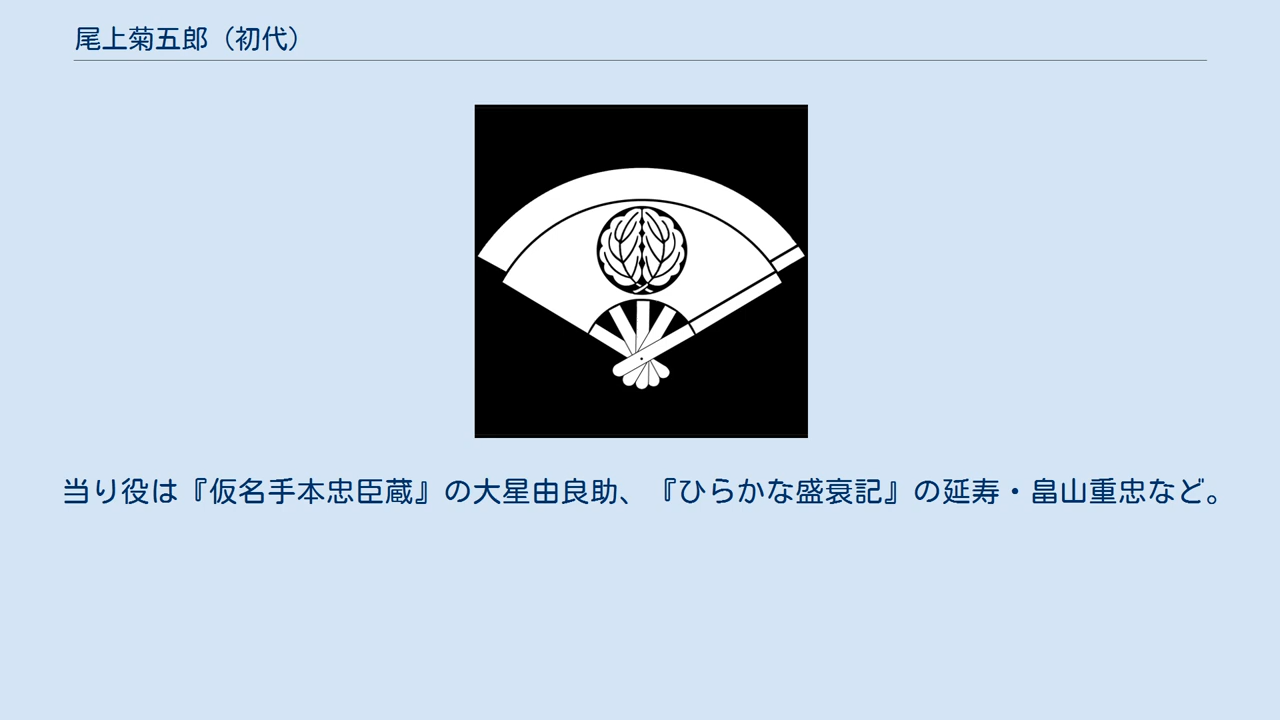 尾上菊五郎（初代）
当り役は『仮名手本忠臣蔵』の大星由良助、『ひらかな盛衰記』の延寿・畠山重忠など。